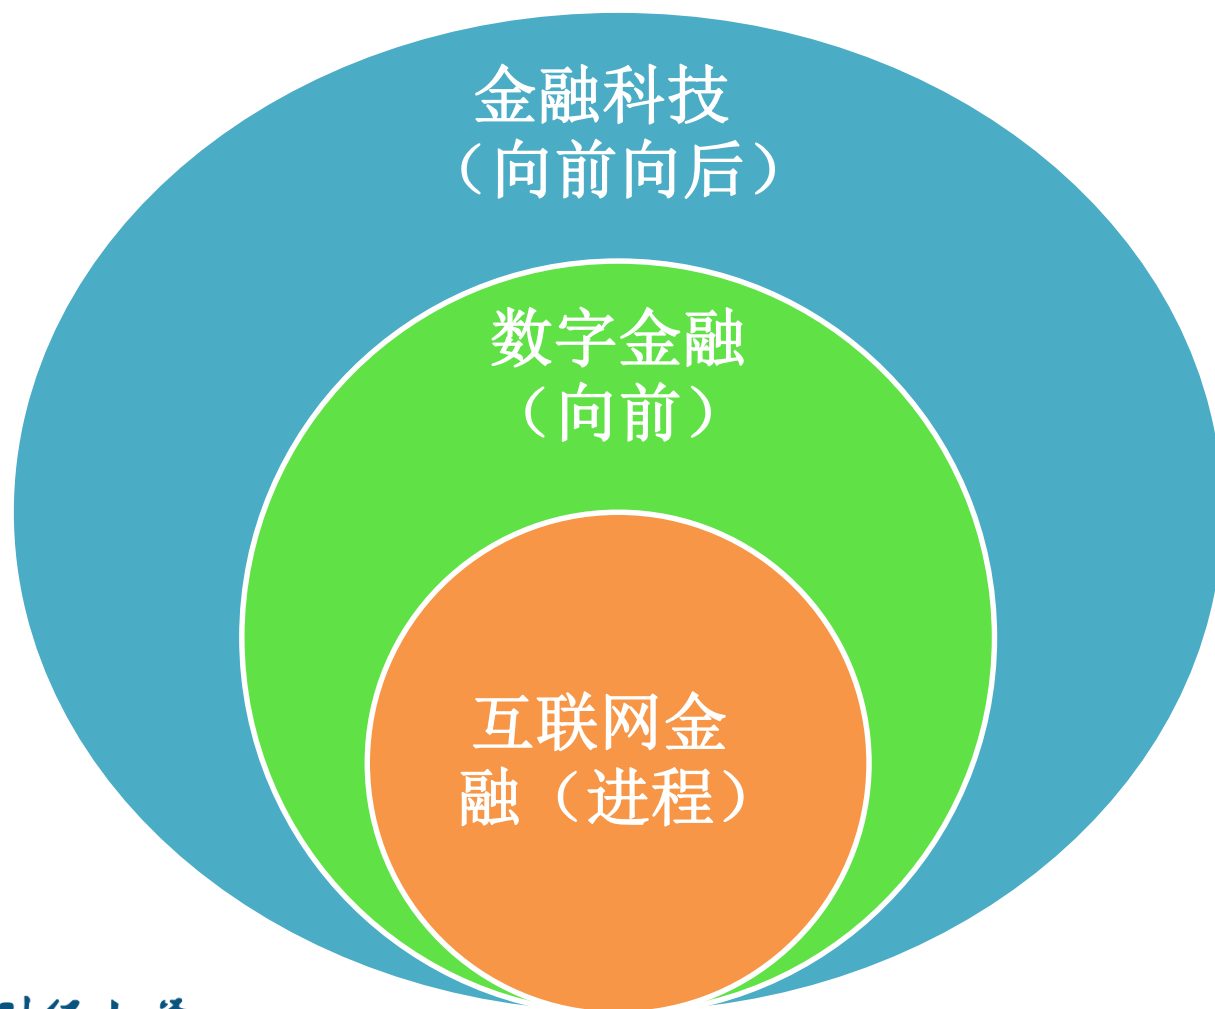 金融科技
（向前向后）
数字金融
（向前）
互联网金
融（进程）